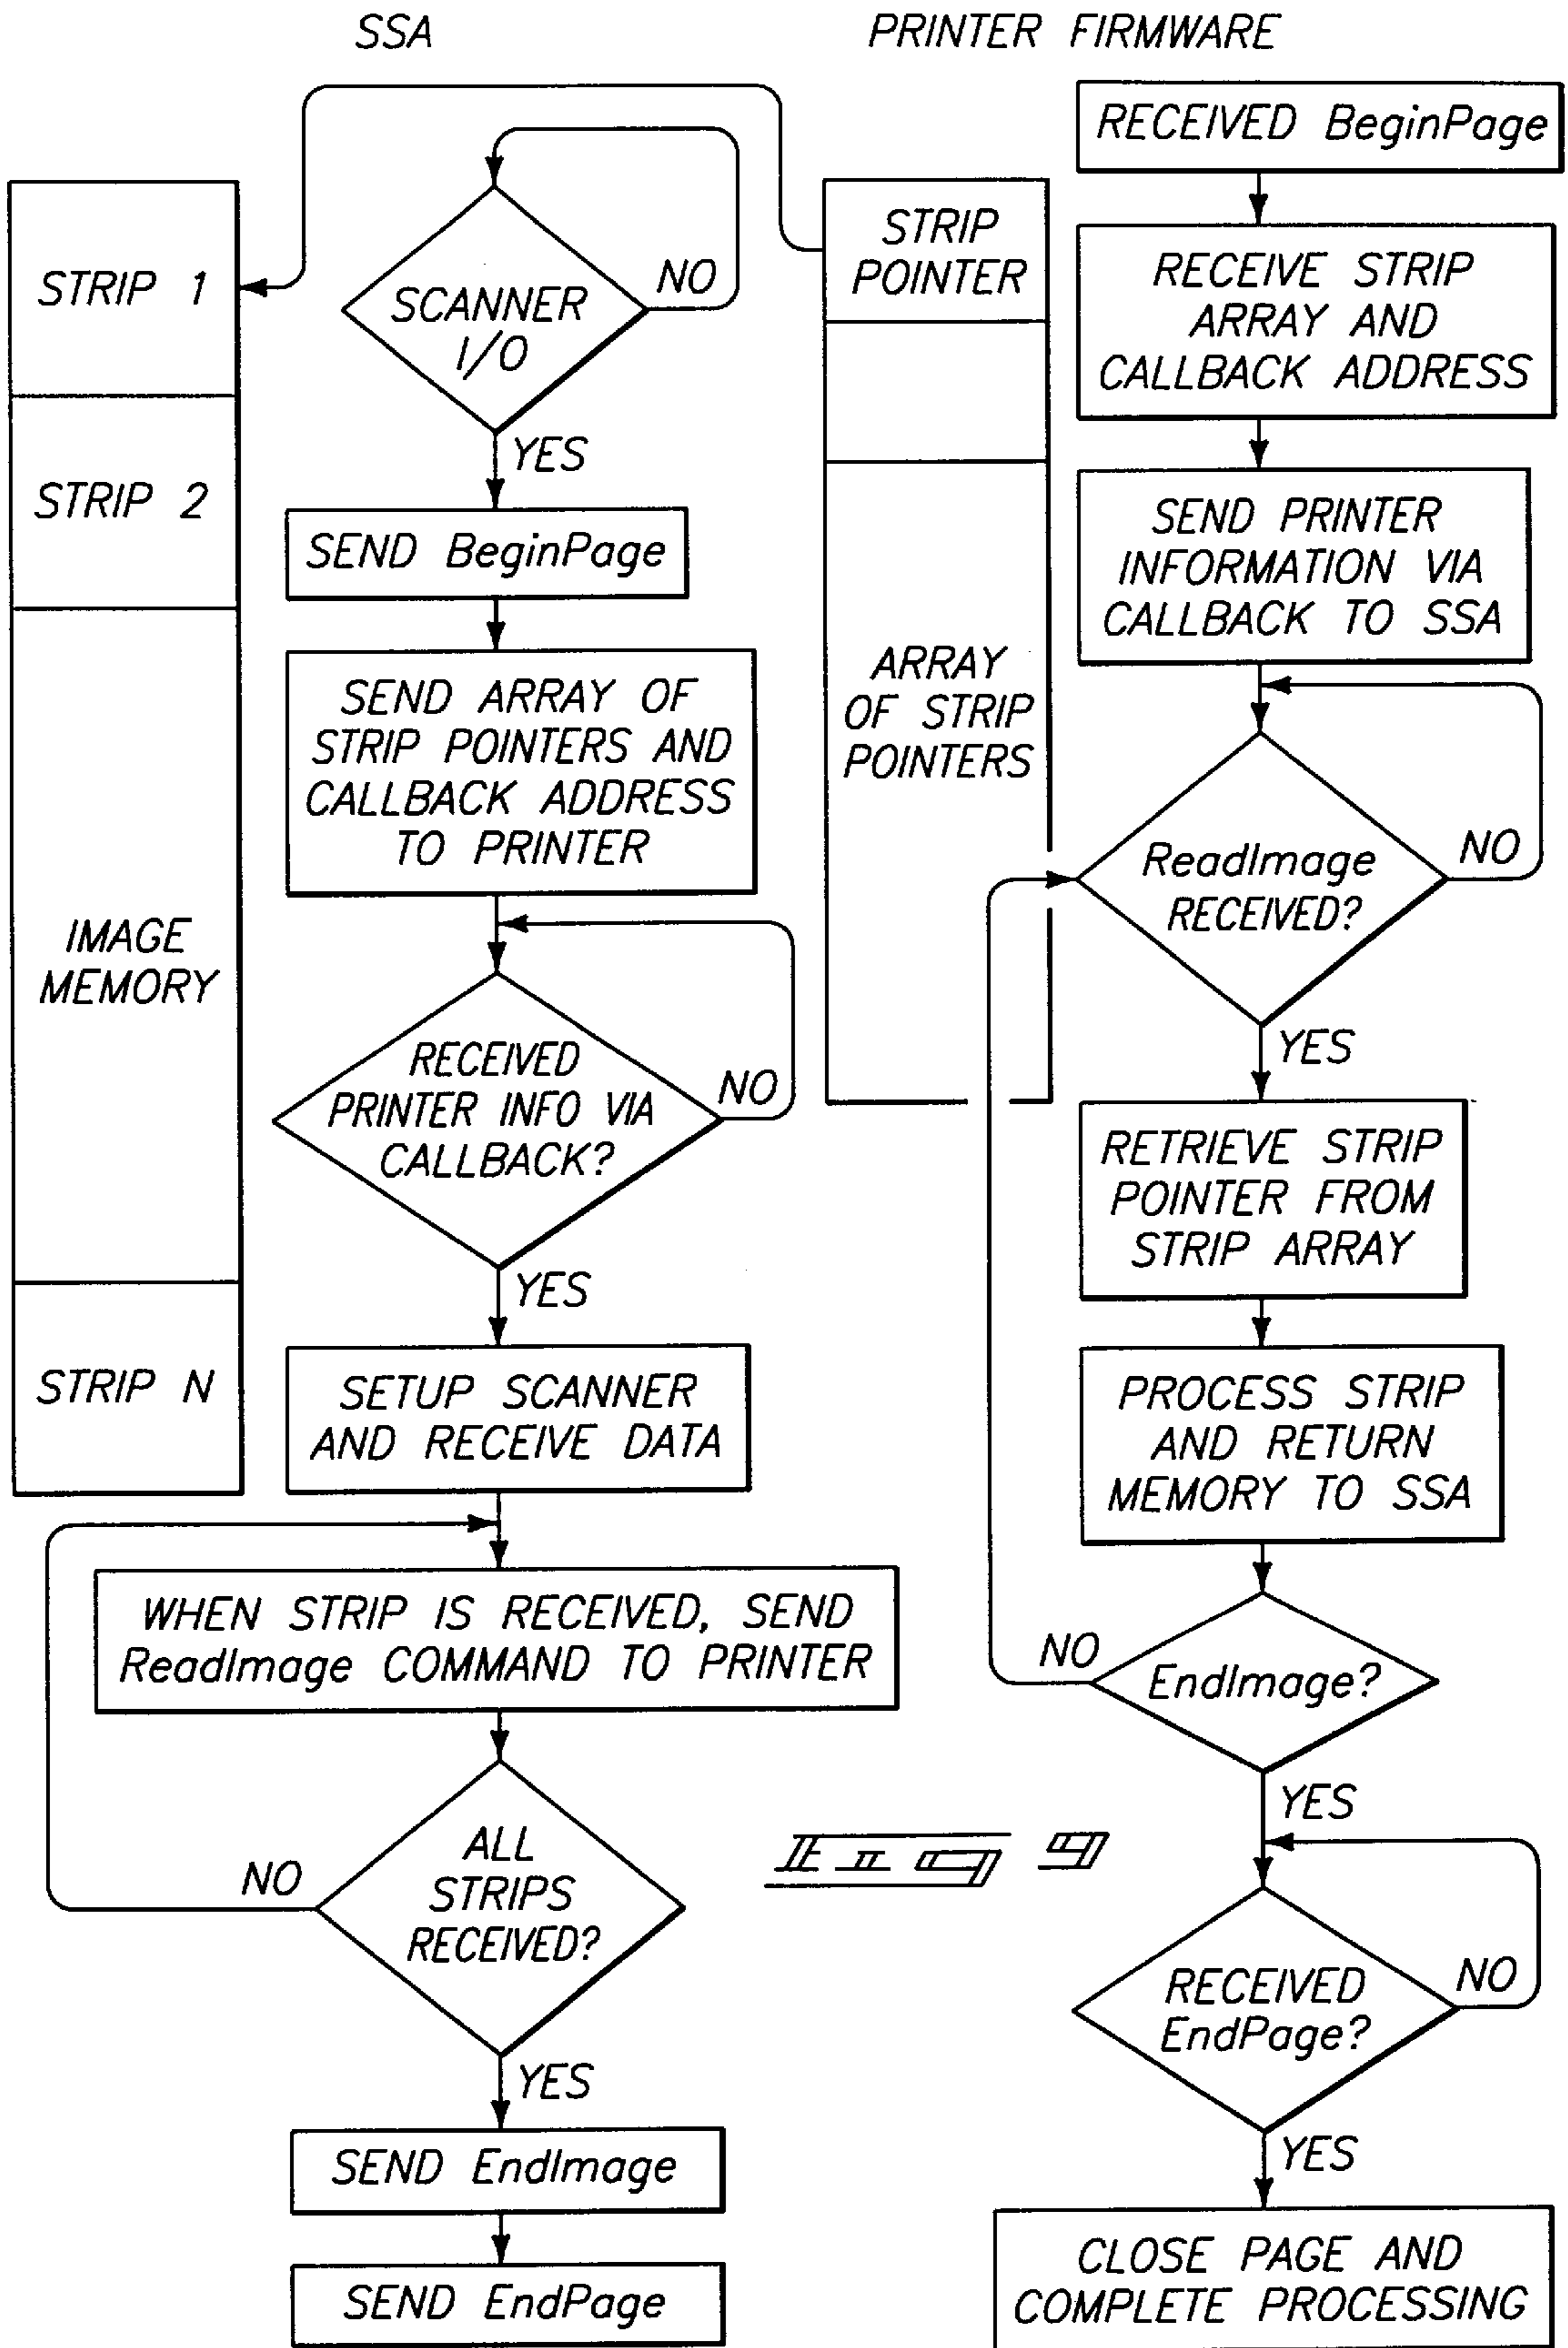 SSA
PRINTER FIRMWARE
STRIP 1
STRIP 2
IMAGE
MEMORY
STRIP N
SCANNER
I/O
NO
YES
SEND BeginPage
SEND ARRAY OF
STRIP POINTERS AND
CALLBACK ADDRESS
TO PRINTER
RECEIVED
PRINTER INFO VIA
CALLBACK?
NO
YES
SETUP SCANNER
AND RECEIVE DATA
WHEN STRIP IS RECEIVED, SEND
ReadImage COMMAND TO PRINTER
ALL
STRIPS
RECEIVED?
NO
YES
SEND EndImage
SEND EndPage
STRIP
POINTER
ARRAY
OF STRIP
POINTERS
RECEIVED BeginPage
RECEIVE STRIP
ARRAY AND
CALLBACK ADDRESS
SEND PRINTER
INFORMATION VIA
CALLBACK TO SSA
ReadImage
RECEIVED?
NO
YES
RETRIEVE STRIP
POINTER FROM
STRIP ARRAY
PROCESS STRIP
AND RETURN
MEMORY TO SSA
EndImage?
NO
YES
RECEIVED
EndPage?
NO
YES
CLOSE PAGE AND
COMPLETE PROCESSING
Fig 9